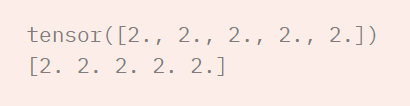 tensor([2., 2., 2., 2., 2.])
[2. 2. 2. 2. 2.]